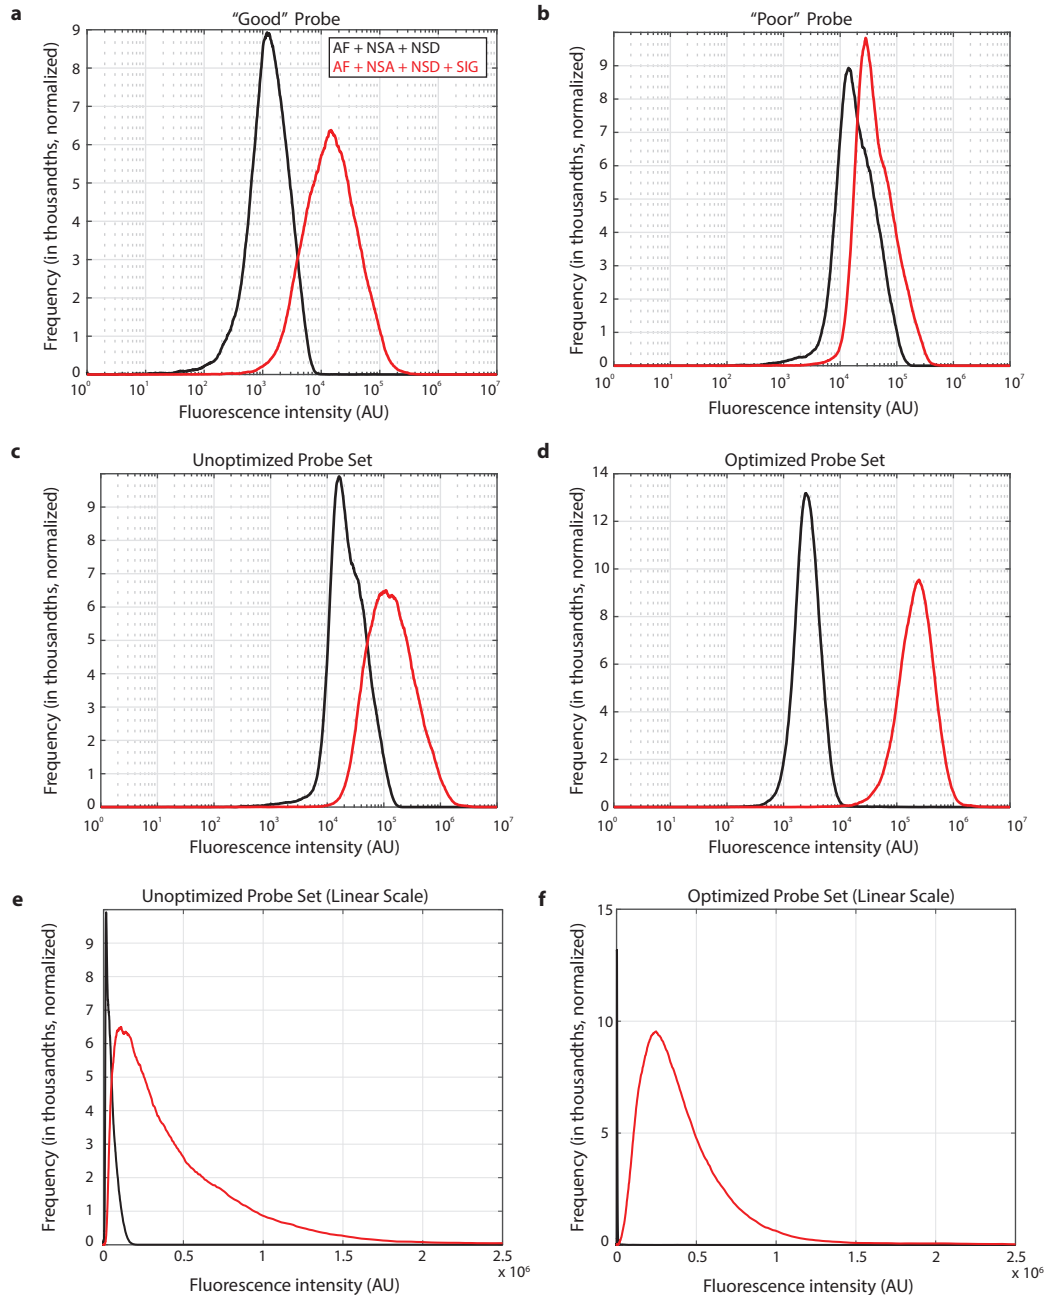 a
"Good" Probe
Frequency (in thousandths, normalized)
9
8
7
6
5
4
3
2
1
0
AF + NSA + NSD
AF + NSA + NSD + SIG
10⁰ 10¹ 10² 10³ 10⁴ 10⁵ 10⁶ 10⁷
Fluorescence intensity (AU)
b
"Poor" Probe
Frequency (in thousandths, normalized)
9
8
7
6
5
4
3
2
1
0
10⁰ 10¹ 10² 10³ 10⁴ 10⁵ 10⁶ 10⁷
Fluorescence intensity (AU)
c
Unoptimized Probe Set
Frequency (in thousandths, normalized)
9
8
7
6
5
4
3
2
1
0
10⁰ 10¹ 10² 10³ 10⁴ 10⁵ 10⁶ 10⁷
Fluorescence intensity (AU)
d
Optimized Probe Set
Frequency (in thousandths, normalized)
14
12
10
8
6
4
2
0
10⁰ 10¹ 10² 10³ 10⁴ 10⁵ 10⁶ 10⁷
Fluorescence intensity (AU)
e
Unoptimized Probe Set (Linear Scale)
Frequency (in thousandths, normalized)
9
8
7
6
5
4
3
2
1
0
0 0.5 1 1.5 2 2.5
x 10⁶
Fluorescence intensity (AU)
f
Optimized Probe Set (Linear Scale)
Frequency (in thousandths, normalized)
15
10
5
0
0 0.5 1 1.5 2 2.5
x 10⁶
Fluorescence intensity (AU)